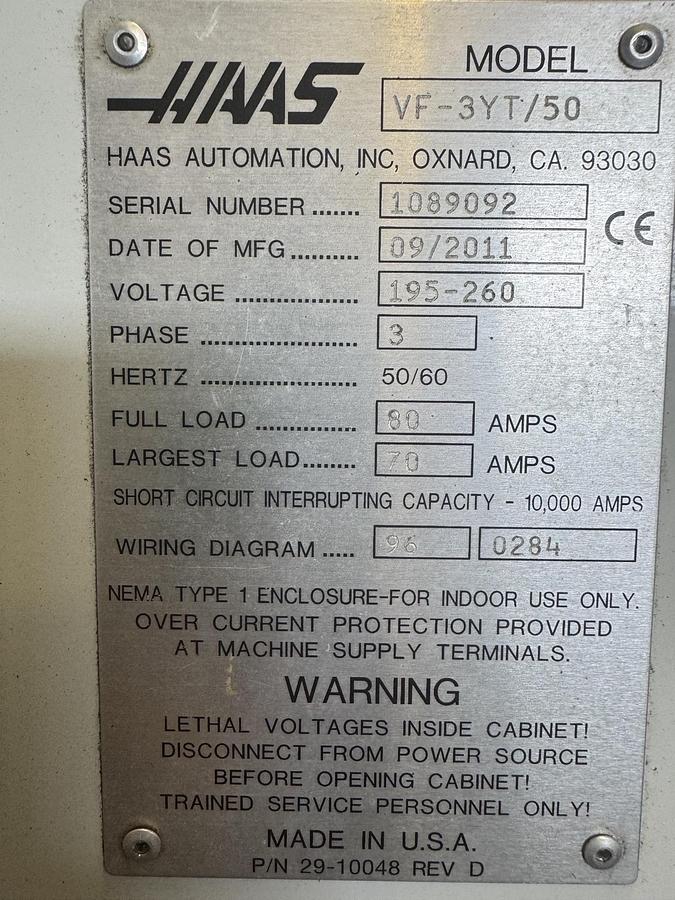 HAAS
MODEL
VF-3YT/50
HAAS AUTOMATION, INC, OXNARD, CA. 93030
SERIAL NUMBER ....... 1089092
DATE OF MFG .......... 09/2011
CE
VOLTAGE .................. 195-260
PHASE ....................... 3
HERTZ ....................... 50/60
FULL LOAD ............... 80 AMPS
LARGEST LOAD........ 70 AMPS
SHORT CIRCUIT INTERRUPTING CAPACITY - 10,000 AMPS
WIRING DIAGRAM ..... 96 0284
NEMA TYPE 1 ENCLOSURE-FOR INDOOR USE ONLY.
OVER CURRENT PROTECTION PROVIDED
AT MACHINE SUPPLY TERMINALS.
WARNING
LETHAL VOLTAGES INSIDE CABINET!
DISCONNECT FROM POWER SOURCE
BEFORE OPENING CABINET!
TRAINED SERVICE PERSONNEL ONLY!
MADE IN U.S.A.
P/N 29-10048 REV D